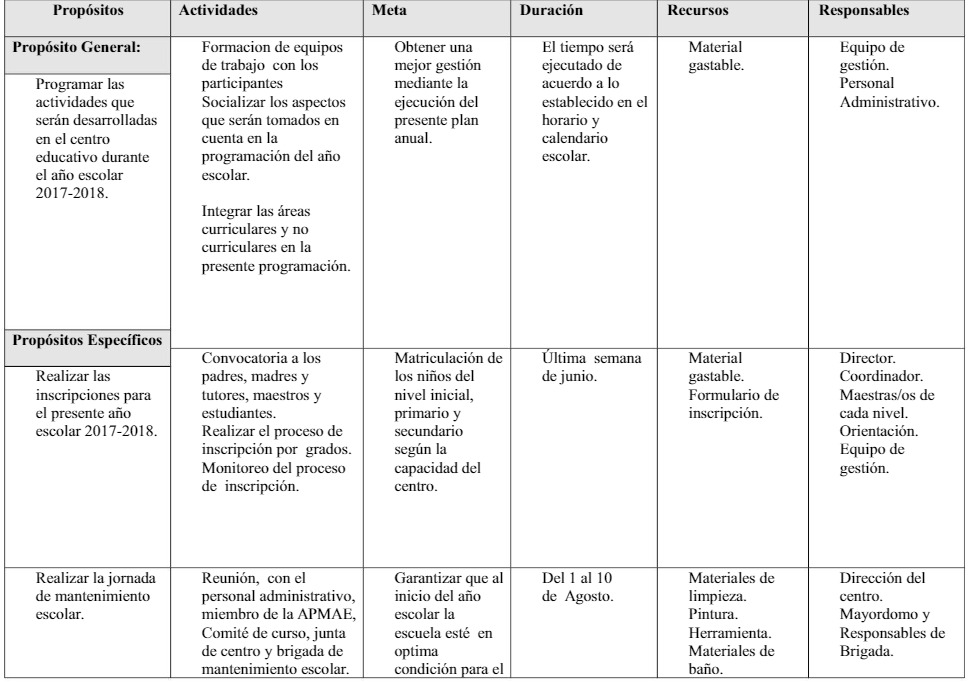 Propósitos
Actividades
Meta
Duración
Recursos
Responsables
Propósito General:
Programar las
actividades que
serán desarrolladas
en el centro
educativo durante
el año escolar
2017-2018.
Formacion de equipos
de trabajo con los
participantes
Socializar los aspectos
que serán tomados en
cuenta en la
programación del año
escolar.
Integrar las áreas
curriculares y no
curriculares en la
presente programación.
Obtener una
mejor gestión
mediante la
ejecución del
presente plan
anual.
El tiempo será
ejecutado de
acuerdo a lo
establecido en el
horario y
calendario
escolar.
Material
gastable.
Equipo de
gestión.
Personal
Administrativo.
Propósitos Específicos
Realizar las
inscripciones para
el presente año
escolar 2017-2018.
Convocatoria a los
padres, madres y
tutores, maestros y
estudiantes.
Realizar el proceso de
inscripción por grados.
Monitoreo del proceso
de inscripción.
Matriculación de
los niños del
nivel inicial,
primario y
secundario
según la
capacidad del
centro.
Última semana
de junio.
Material
gastable.
Formulario de
inscripción.
Director.
Coordinador.
Maestras/os de
cada nivel.
Orientación.
Equipo de
gestión.
Realizar la jornada
de mantenimiento
escolar.
Reunión, con el
personal administrativo,
miembro de la APMAE,
Comité de curso, junta
de centro y brigada de
mantenimiento escolar.
Garantizar que al
inicio del año
escolar la
escuela esté en
optima
condición para el
Del 1 al 10
de Agosto.
Materiales de
limpieza.
Pintura.
Herramienta.
Materiales de
baño.
Dirección del
centro.
Mayordomo y
Responsables de
Brigada.